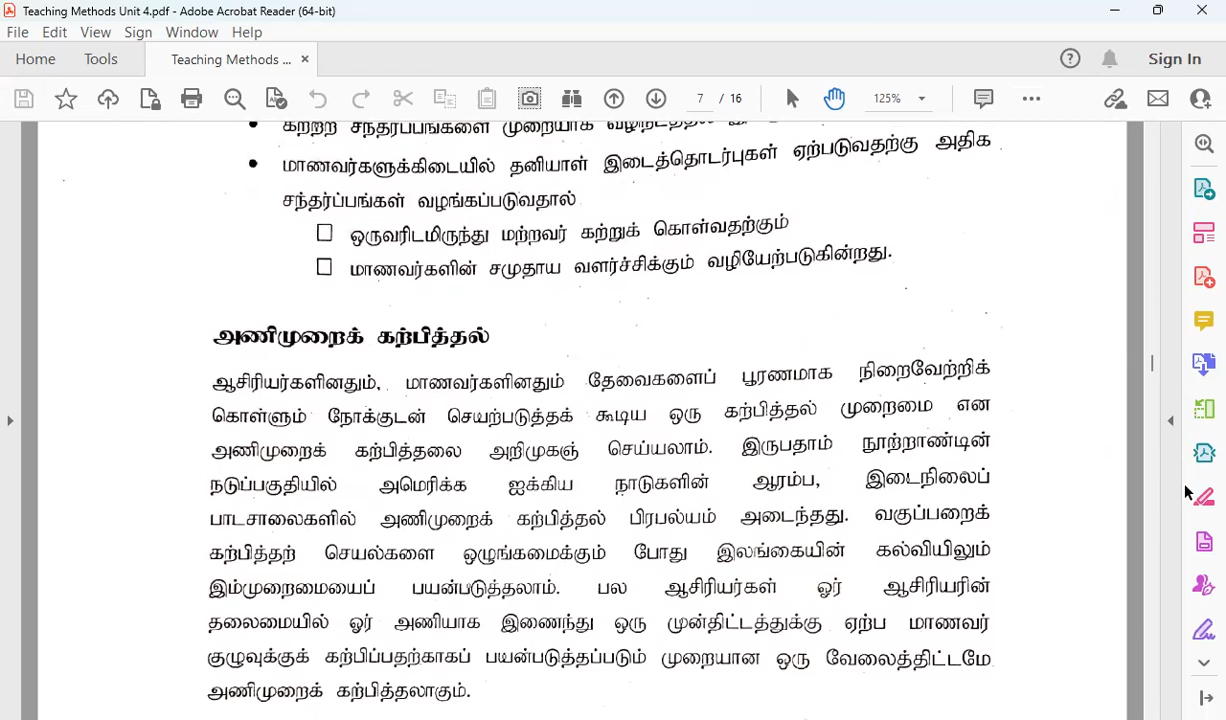 Teaching Methods Unit 4.pdf - Adobe Acrobat Reader (64-bit)
File Edit View Sign Window Help
Home Tools Teaching Methods ... × Sign In
7 / 16 125%
கற்றற் சந்தர்ப்பங்களை முறையாக
• மாணவர்களுக்கிடையில் தனியாள் இடைத்தொடர்புகள் ஏற்படுவதற்கு அதிக
சந்தர்ப்பங்கள் வழங்கப்படுவதால்
ஒருவரிடமிருந்து மற்றவர் கற்றுக் கொள்வதற்கும்
மாணவர்களின் சமுதாய வளர்ச்சிக்கும் வழியேற்படுகின்றது.
அணிமுறைக் கற்பித்தல்
ஆசிரியர்களினதும், மாணவர்களினதும் தேவைகளைப் பூரணமாக நிறைவேற்றிக்
கொள்ளும் நோக்குடன் செயற்படுத்தக் கூடிய ஒரு கற்பித்தல் முறைமை என
அணிமுறைக் கற்பித்தலை அறிமுகஞ் செய்யலாம். இருபதாம் நூற்றாண்டின்
நடுப்பகுதியில் அமெரிக்க ஐக்கிய நாடுகளின் ஆரம்ப, இடைநிலைப்
பாடசாலைகளில் அணிமுறைக் கற்பித்தல் பிரபல்யம் அடைந்தது. வகுப்பறைக்
கற்பித்தற் செயல்களை ஒழுங்கமைக்கும் போது இலங்கையின் கல்வியிலும்
இம்முறைமையைப் பயன்படுத்தலாம். பல ஆசிரியர்கள் ஓர் ஆசிரியரின்
தலைமையில் ஓர் அணியாக இணைந்து ஒரு முன்திட்டத்துக்கு ஏற்ப மாணவர்
குழுவுக்குக் கற்பிப்பதற்காகப் பயன்படுத்தப்படும் முறையான ஒரு வேலைத்திட்டமே
அணிமுறைக் கற்பித்தலாகும்.